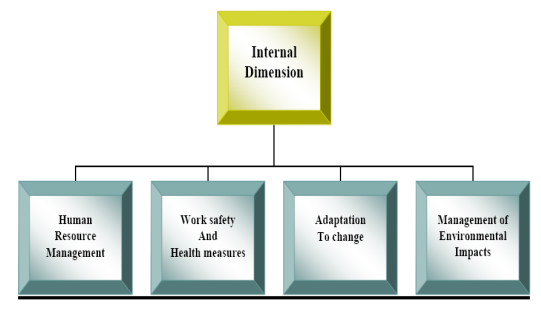 Internal
Dimension
Human
Resource
Management
Work safety
And
Health measures
Adaptation
To change
Management of
Environmental
Impacts